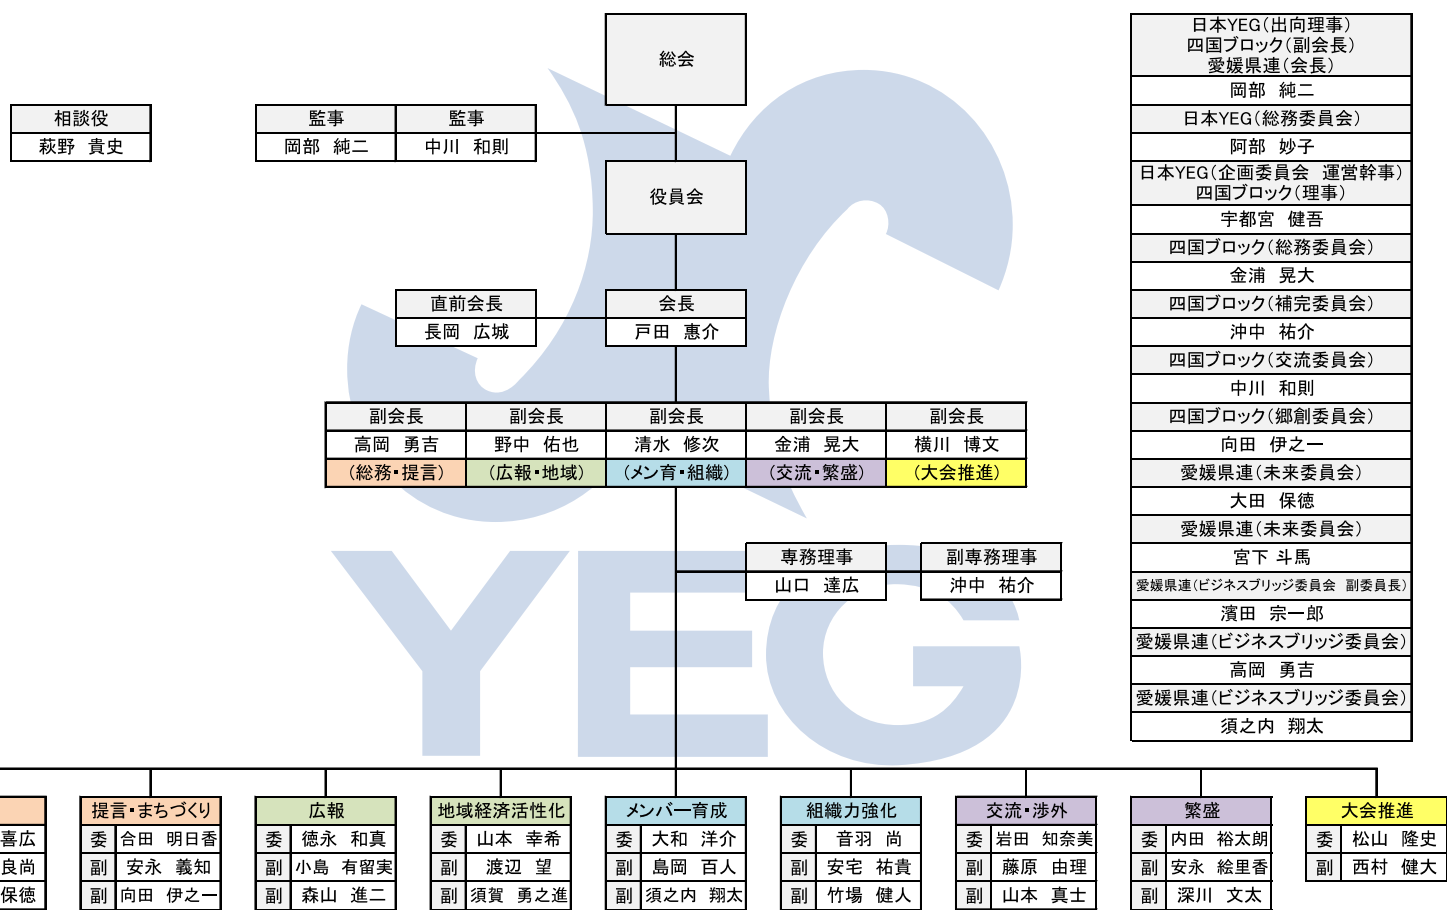 総会
相談役
萩野 貴史
監事 監事
岡部 純二 中川 和則
役員会
直前会長 会長
長岡 広城 戸田 惠介
副会長 副会長 副会長 副会長 副会長
高岡 勇吉 野中 佑也 清水 修次 金浦 晃大 横川 博文
(総務・提言) (広報・地域) (メン育・組織) (交流・繁盛) (大会推進)
専務理事 副専務理事
山口 達広 沖中 祐介
日本YEG(出向理事)
四国ブロック(副会長)
愛媛県連(会長)
岡部 純二
日本YEG(総務委員会)
阿部 妙子
日本YEG(企画委員会 運営幹事)
四国ブロック(理事)
宇都宮 健吾
四国ブロック(総務委員会)
金浦 晃大
四国ブロック(補完委員会)
沖中 祐介
四国ブロック(交流委員会)
中川 和則
四国ブロック(郷創委員会)
向田 伊之一
愛媛県連(未来委員会)
大田 保徳
愛媛県連(未来委員会)
宮下 斗馬
愛媛県連(ビジネスブリッジ委員会 副委員長)
濱田 宗一郎
愛媛県連(ビジネスブリッジ委員会)
高岡 勇吉
愛媛県連(ビジネスブリッジ委員会)
須之内 翔太
YEG
提言・まちづくり 広報 地域経済活性化 メンバー育成 組織力強化 交流・渉外 繁盛 大会推進
喜広 委 合田 明日香 委 徳永 和真 委 山本 幸希 委 大和 洋介 委 音羽 尚 委 岩田 知奈美 委 内田 裕太朗 委 松山 隆史
良尚 副 安永 義知 副 小島 有留実 副 渡辺 望 副 島岡 百人 副 安宅 祐貴 副 藤原 由理 副 安永 絵里香 副 西村 健大
保徳 副 向田 伊之一 副 森山 進二 副 須賀 勇之進 副 須之内 翔太 副 竹場 健人 副 山本 真士 副 深川 文太